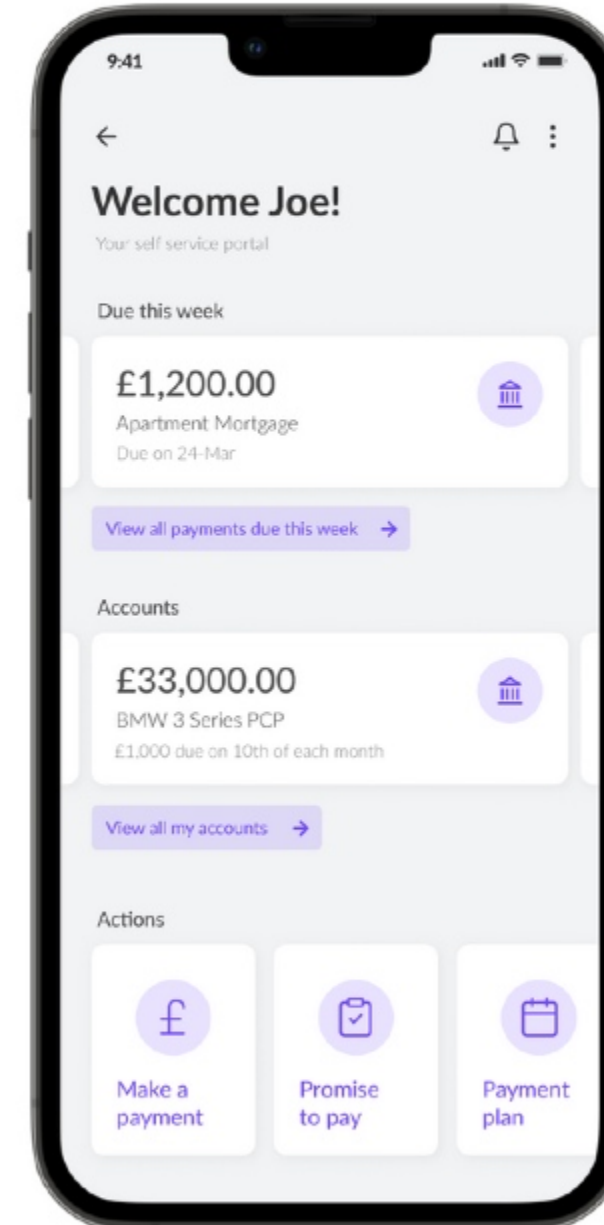 9:41
Welcome Joe!
Your self service portal
Due this week
£1,200.00
Apartment Mortgage
Due on 24-Mar
View all payments due this week
Accounts
£33,000.00
BMW 3 Series PCP
£1,000 due on 10th of each month
View all my accounts
Actions
£
Make a
payment
Promise
to pay
Payment
plan